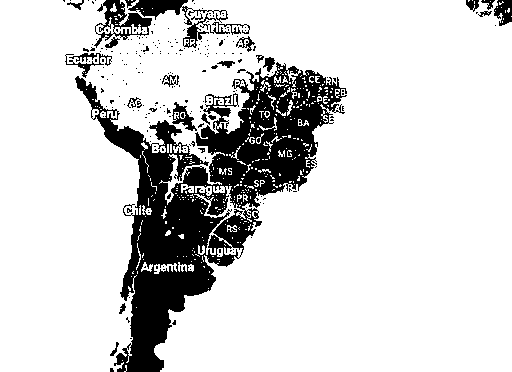 Guyana
Colombia
Suriname
RR
AP
Ecuador
AM
PA
MA
CE
RN
PB
PI
PE
AC
Brazil
AL
Peru
RO
TO
SE
MT
BA
Bolivia
GO
MG
MS
ES
SP
Paraguay
RJ
PR
Chile
SC
RS
Uruguay
Argentina